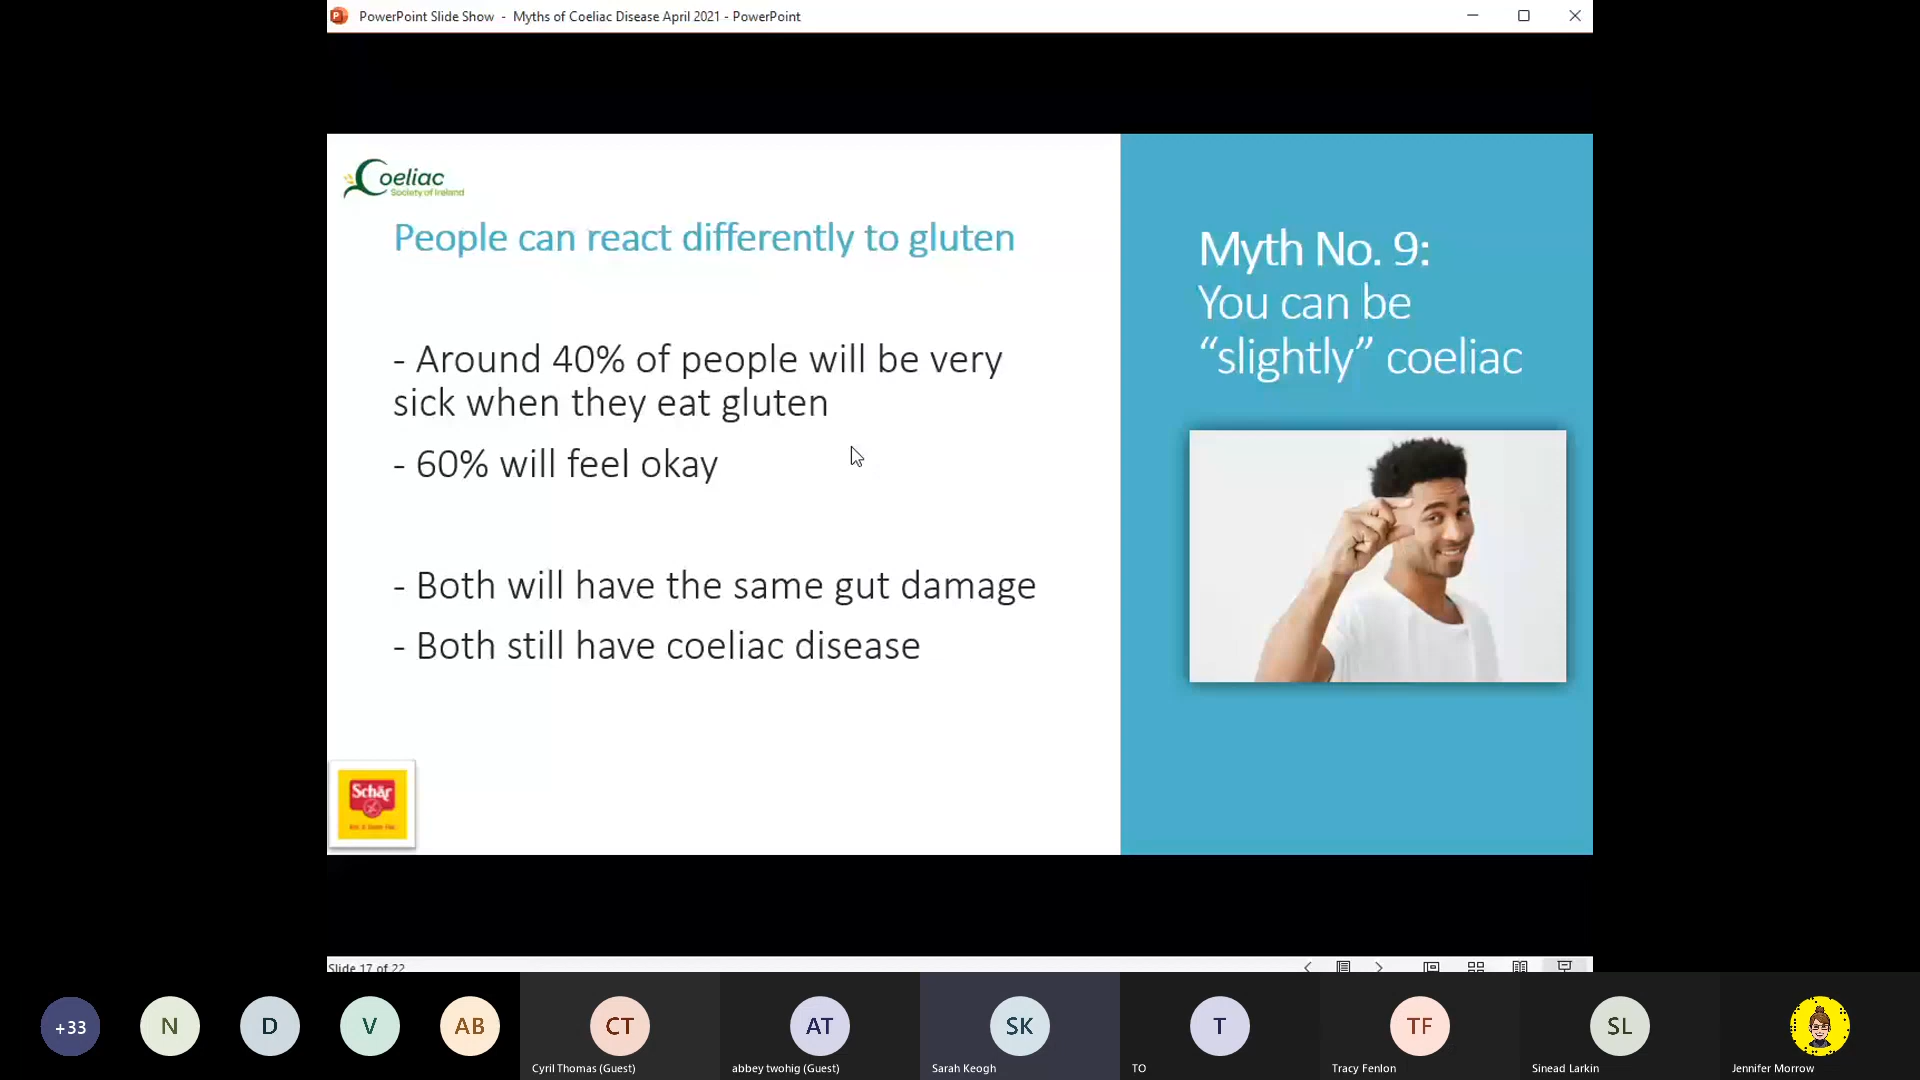 PowerPoint Slide Show - Myths of Coeliac Disease April 2021 - PowerPoint
Coeliac
Society of Ireland
People can react differently to gluten
- Around 40% of people will be very
sick when they eat gluten
- 60% will feel okay
- Both will have the same gut damage
- Both still have coeliac disease
Myth No. 9:
You can be
“slightly” coeliac
Schär
Slide 17 of 22
+33
N
D
V
AB
CT
Cyril Thomas (Guest)
AT
abbey twohig (Guest)
SK
Sarah Keogh
T
TO
TF
Tracy Fenlon
SL
Sinead Larkin
Jennifer Morrow